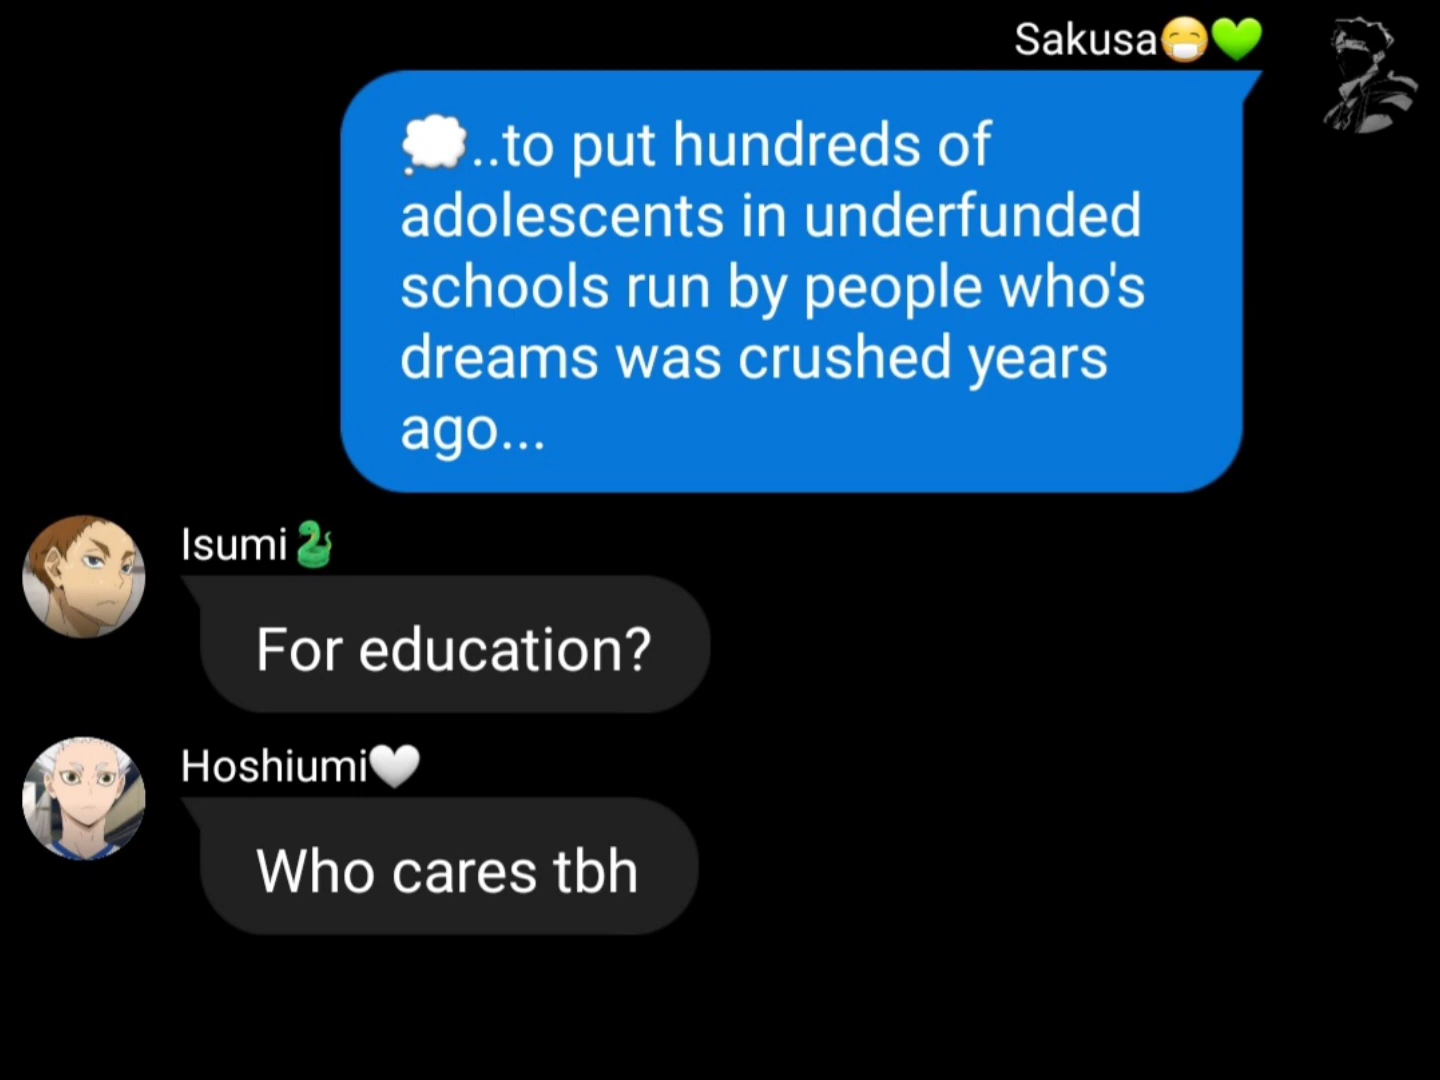 Sakusa😷💚
💭..to put hundreds of
adolescents in underfunded
schools run by people who's
dreams was crushed years
ago...
Isumi🐍
For education?
Hoshiumi🤍
Who cares tbh